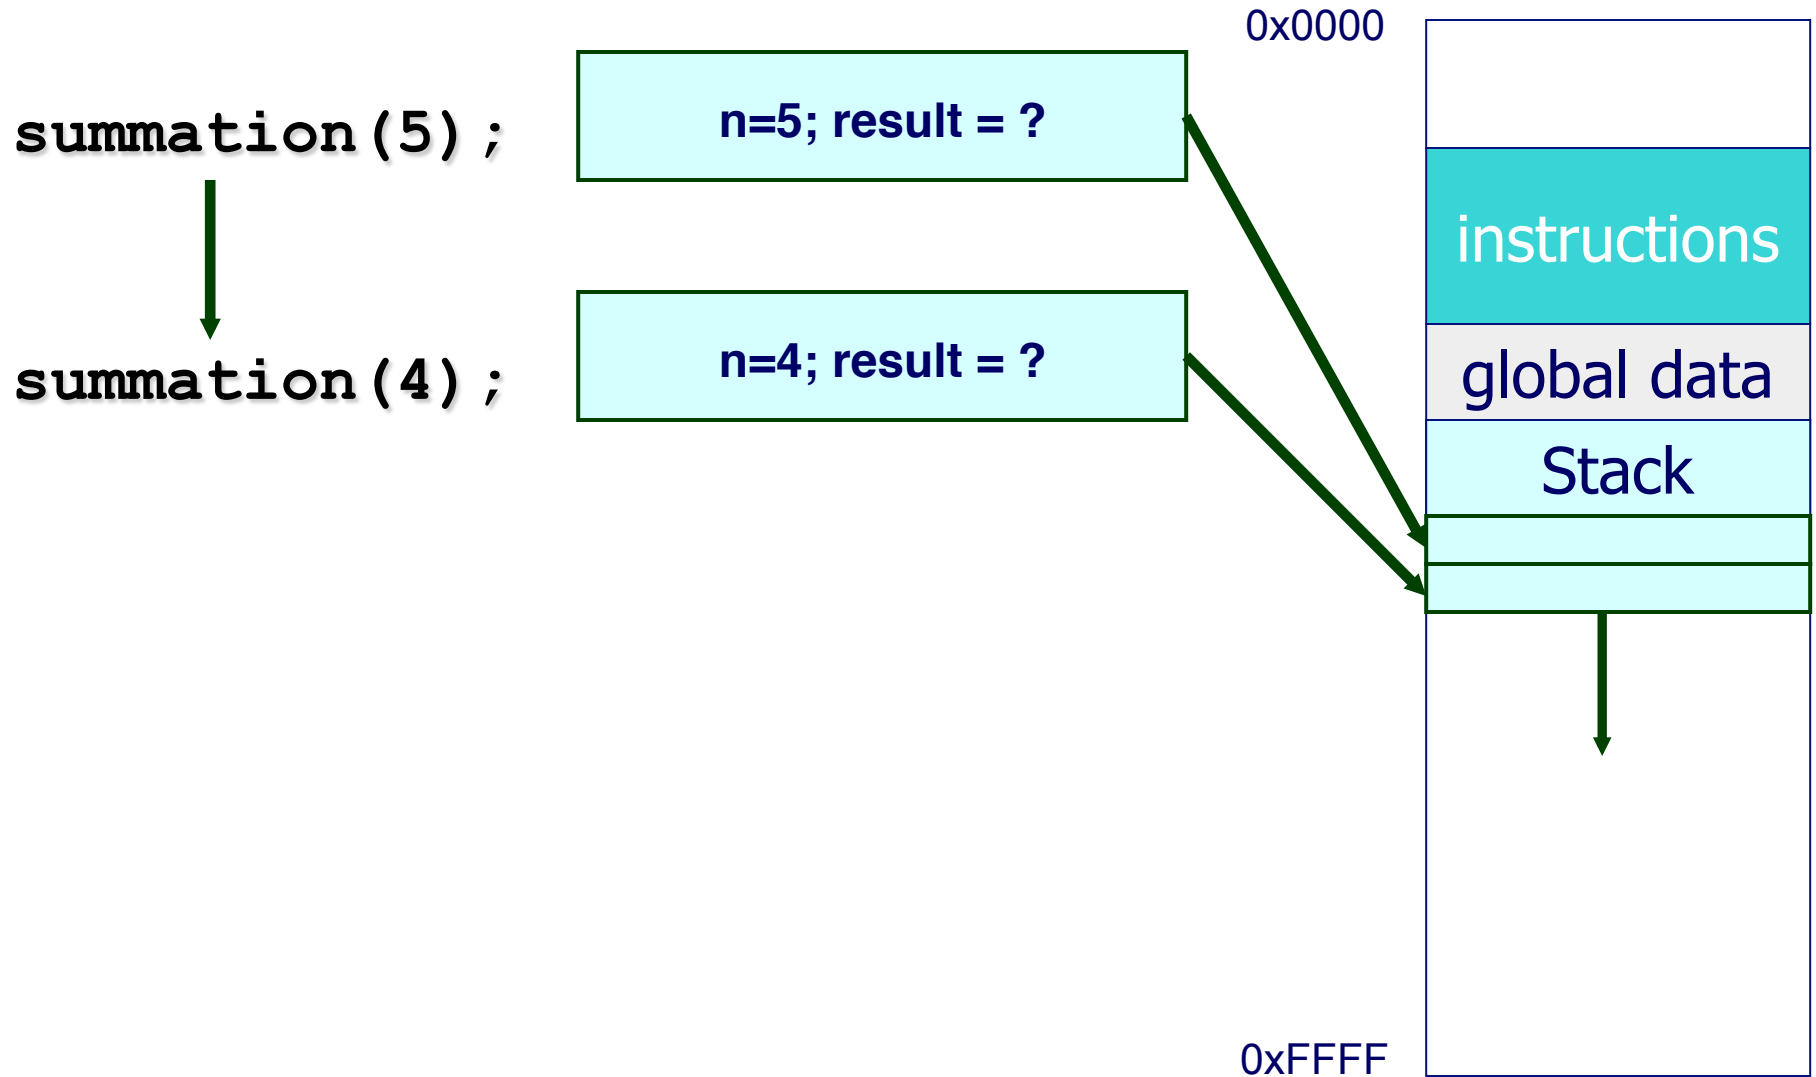 0x0000
summation(5);
n=5; result = ?
instructions
summation(4);
n=4; result = ?
global data
Stack
0xFFFF